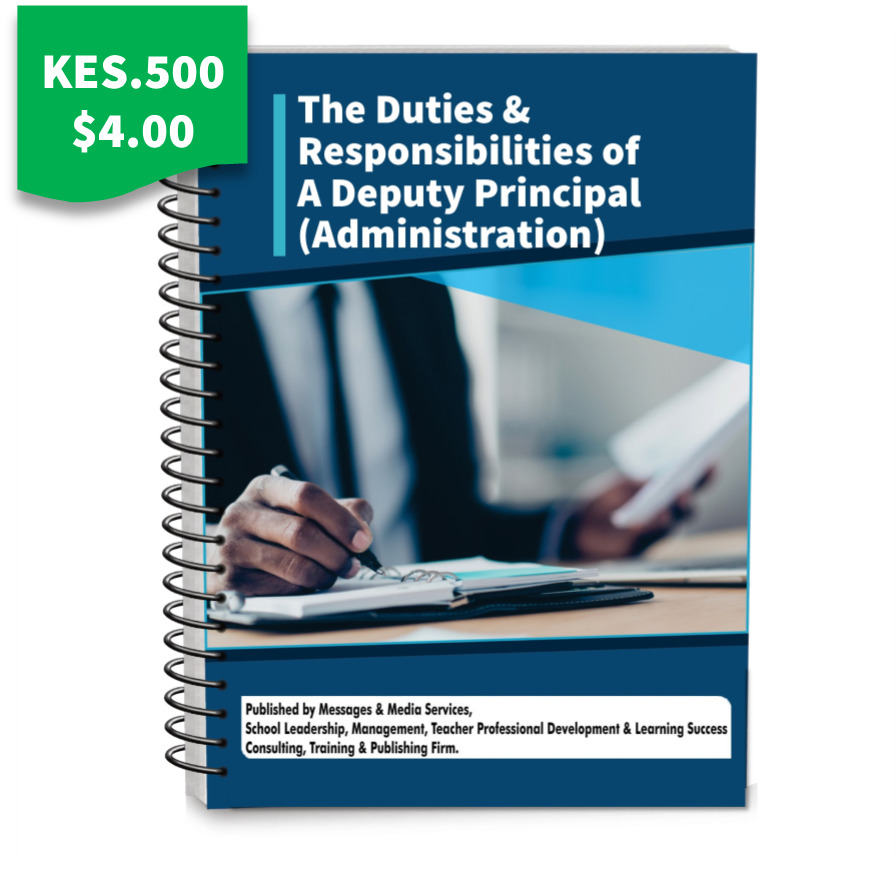 KES.500
$4.00
The Duties &
Responsibilities of
A Deputy Principal
(Administration)
Published by Messages & Media Services,
School Leadership, Management, Teacher Professional Development & Learning Success
Consulting, Training & Publishing Firm.